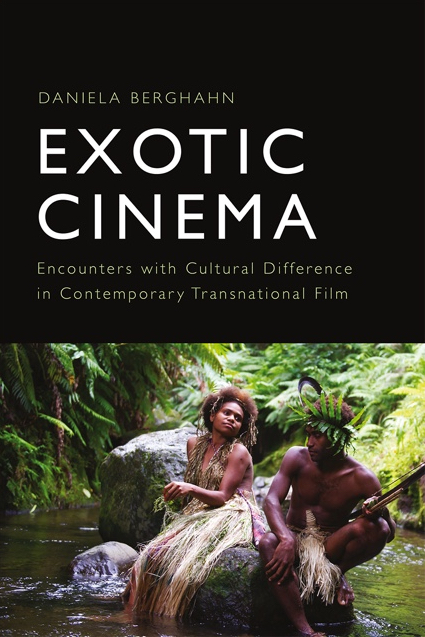 DANIELA BERGHAHN
EXOTIC
CINEMA
Encounters with Cultural Difference
in Contemporary Transnational Film